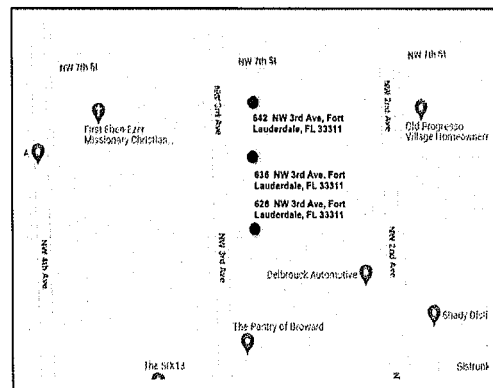 NW 7th St
NW 7th St
NW 7th St
NW 3rd Ave
NW 2nd Ave
642 NW 3rd Ave, Fort
Lauderdale, FL 33311
First Eben-Ezer
Missionary Christian...
Old Progresso
Village Homeowner
A
636 NW 3rd Ave, Fort
Lauderdale, FL 33311
626 NW 3rd Ave, Fort
Lauderdale, FL 33311
NW 4th Ave
NW 3rd Ave
NW 2nd Ave
Delbrouck Automotive
Shady Disti
The Pantry of Broward
The SIX13
Sistrunk
N